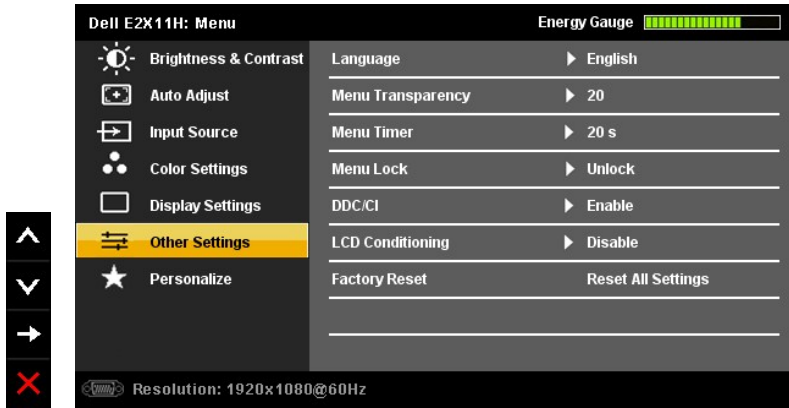 Dell E2X11H: Menu Energy Gauge
Brightness & Contrast
Auto Adjust
Input Source
Color Settings
Display Settings
Other Settings
Personalize
Language English
Menu Transparency 20
Menu Timer 20 s
Menu Lock Unlock
DDC/CI Enable
LCD Conditioning Disable
Factory Reset Reset All Settings
Resolution: 1920x1080@60Hz